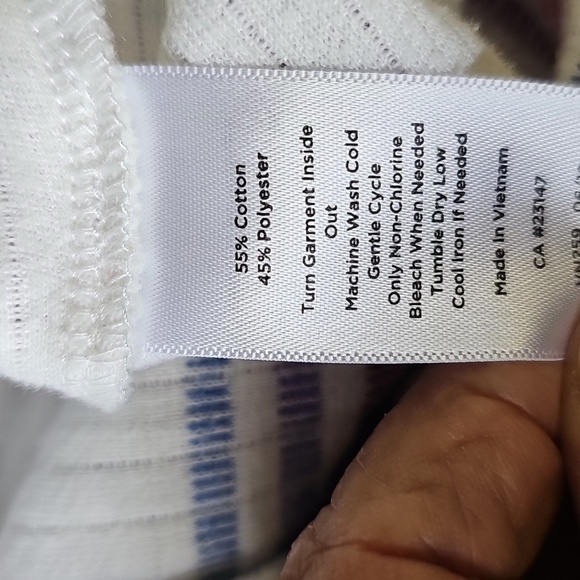 55% Cotton
45% Polyester
Turn Garment Inside
Out
Machine Wash Cold
Gentle Cycle
Only Non-Chlorine
Bleach When Needed
Tumble Dry Low
Cool Iron If Needed
Made In Vietnam
CA #23147